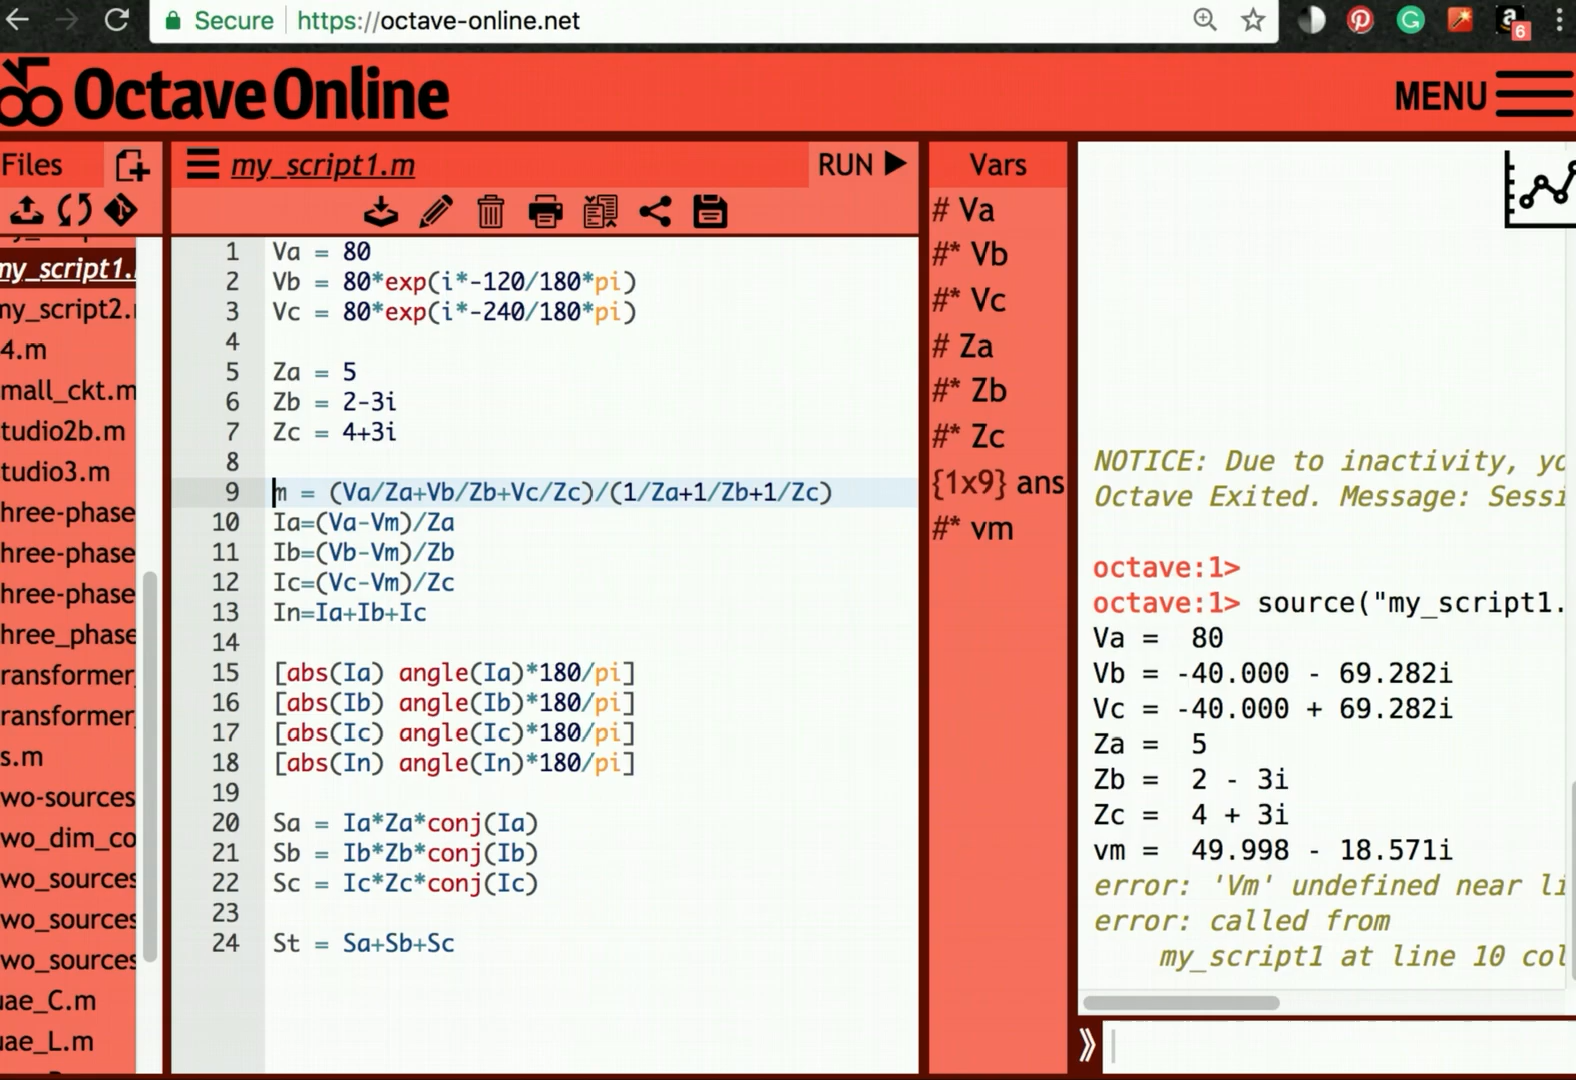 Secure https://octave-online.net
6
Octave Online
MENU
Files
my_script1.m
RUN
Vars
my_script1.
my_script2.
4.m
mall_ckt.m
tudio2b.m
tudio3.m
hree-phase
hree-phase
hree-phase
hree_phase
ransformer_
ransformer_
s.m
wo-sources
wo_dim_co
wo_sources
wo_sources
wo_sources
uae_C.m
uae_L.m
1 Va = 80
2 Vb = 80*exp(i*-120/180*pi)
3 Vc = 80*exp(i*-240/180*pi)
4
5 Za = 5
6 Zb = 2-3i
7 Zc = 4+3i
8
9 m = (Va/Za+Vb/Zb+Vc/Zc)/(1/Za+1/Zb+1/Zc)
10 Ia=(Va-Vm)/Za
11 Ib=(Vb-Vm)/Zb
12 Ic=(Vc-Vm)/Zc
13 In=Ia+Ib+Ic
14
15 [abs(Ia) angle(Ia)*180/pi]
16 [abs(Ib) angle(Ib)*180/pi]
17 [abs(Ic) angle(Ic)*180/pi]
18 [abs(In) angle(In)*180/pi]
19
20 Sa = Ia*Za*conj(Ia)
21 Sb = Ib*Zb*conj(Ib)
22 Sc = Ic*Zc*conj(Ic)
23
24 St = Sa+Sb+Sc
# Va
#* Vb
#* Vc
# Za
#* Zb
#* Zc
{1x9} ans
#* vm
NOTICE: Due to inactivity, yo
Octave Exited. Message: Sessi
octave:1>
octave:1> source("my_script1.
Va = 80
Vb = -40.000 - 69.282i
Vc = -40.000 + 69.282i
Za = 5
Zb = 2 - 3i
Zc = 4 + 3i
vm = 49.998 - 18.571i
error: 'Vm' undefined near li
error: called from
my_script1 at line 10 col